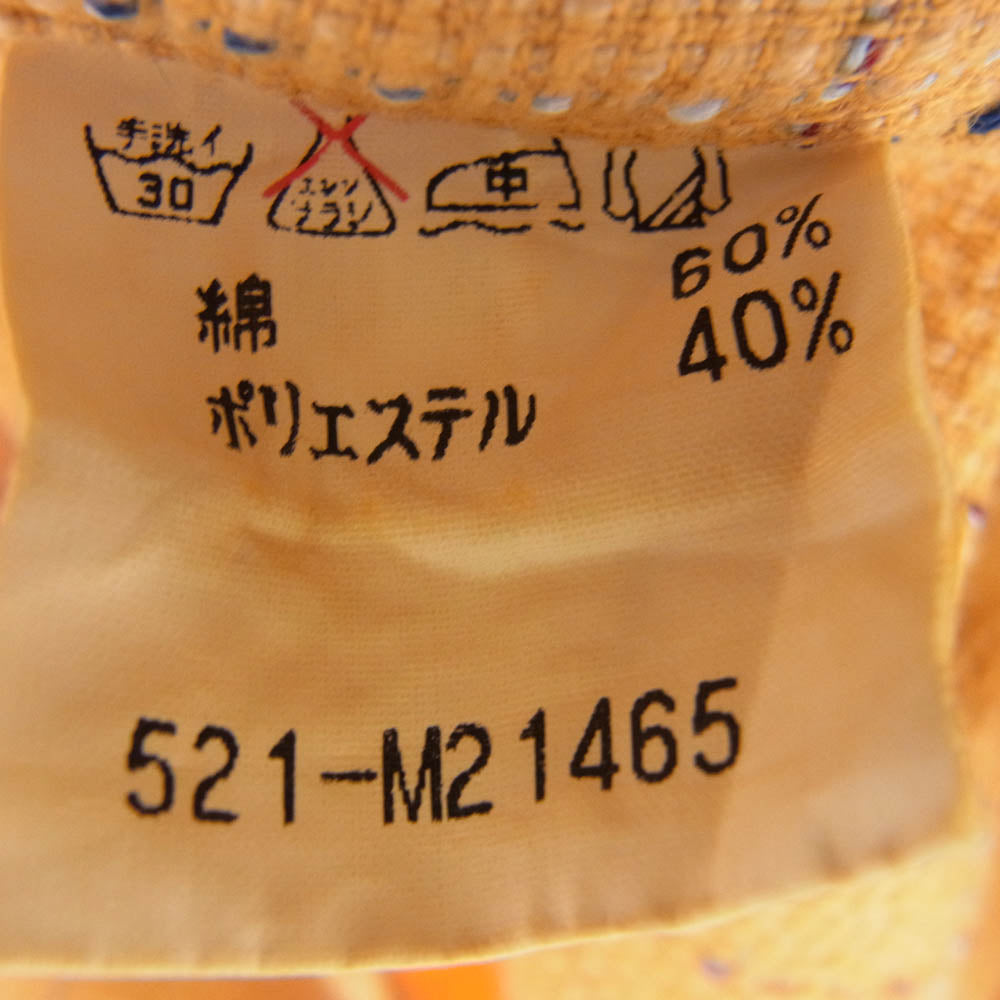 手洗イ
30
エンソ
サラシ
中
綿 60%
ポリエステル 40%
521-M21465